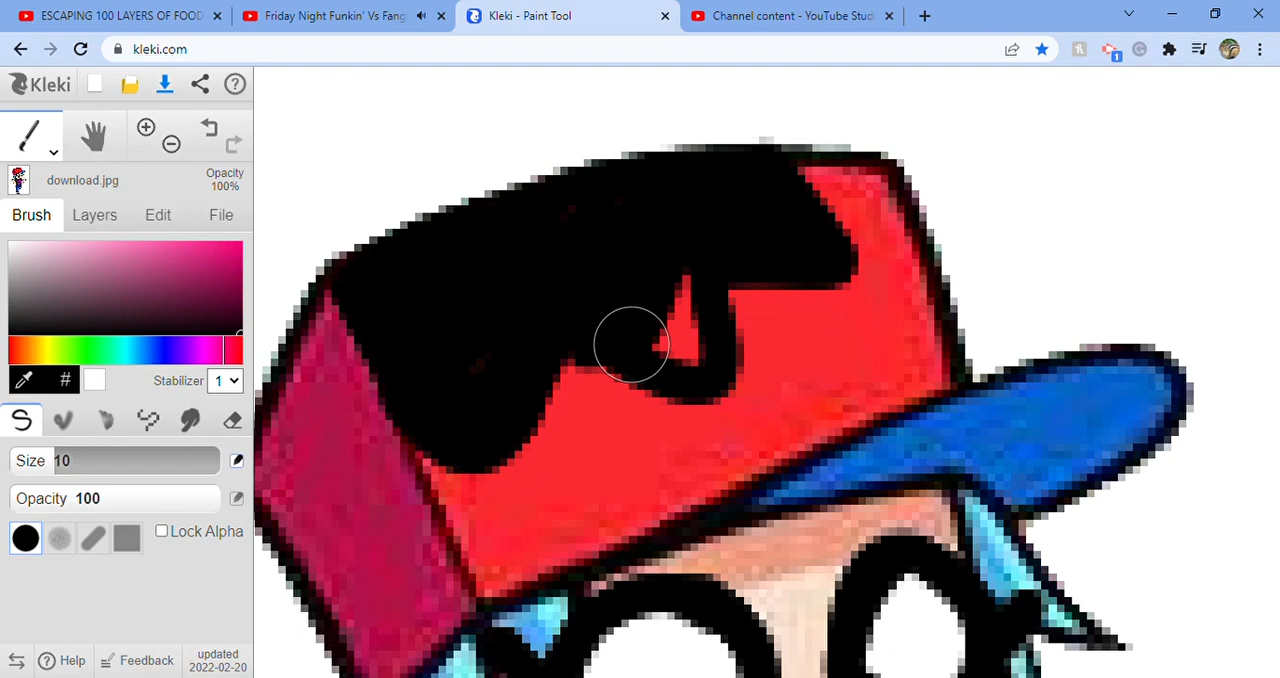 ESCAPING 100 LAYERS OF FOOD
Friday Night Funkin' Vs Fang
Kleki - Paint Tool
Channel content - YouTube Studi
kleki.com
1
Kleki
download.jpg
Opacity
100%
Brush
Layers
Edit
File
#
Stabilizer
1
Size 10
Opacity 100
Lock Alpha
Help
Feedback
updated
2022-02-20